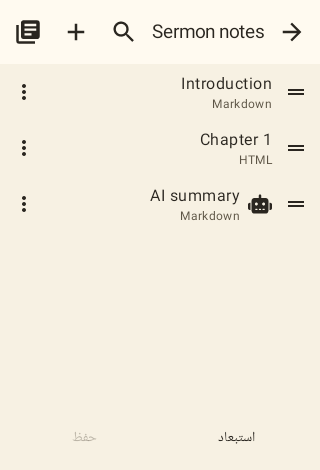 Sermon notes
Introduction
Markdown
Chapter 1
HTML
AI summary
Markdown
استبعاد
حفظ